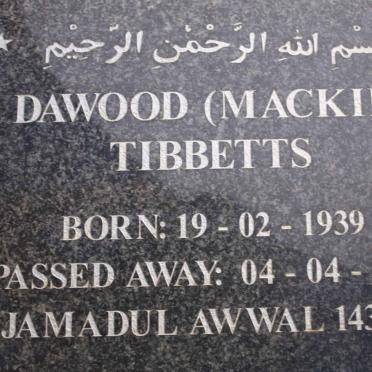 بِسْمِ اللهِ الرَّحْمٰنِ الرَّحِيْمِ
DAWOOD (MACKI
TIBBETTS
BORN: 19 - 02 - 1939
PASSED AWAY: 04 - 04 -
JAMADUL AWWAL 143